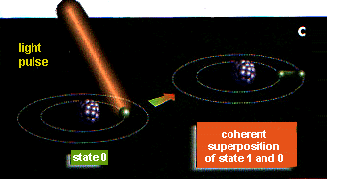 C
light
pulse
state 0
coherent
superposition
of state 1 and 0